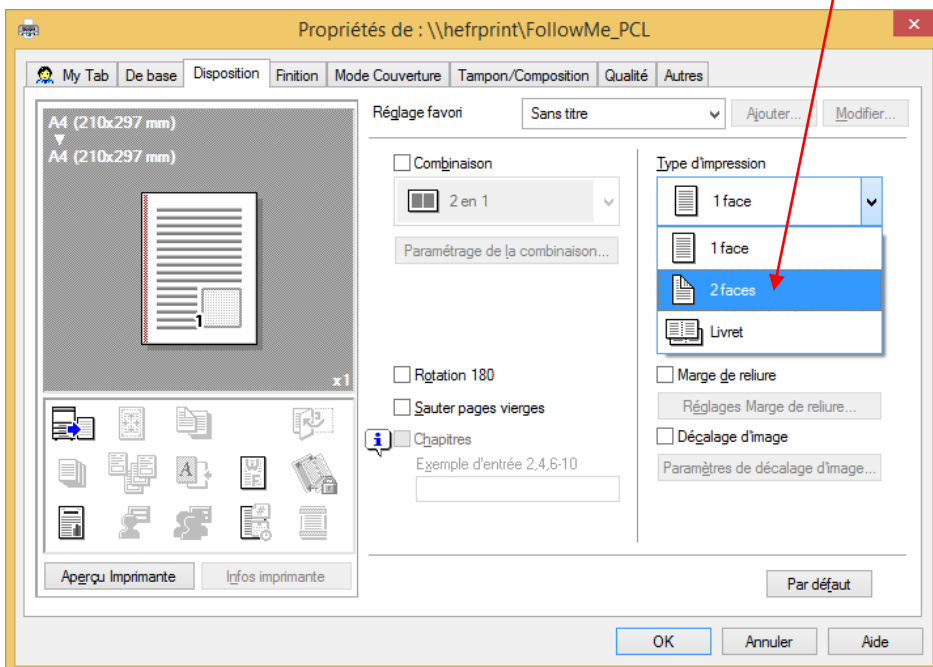 Propriétés de : \\hefrprint\FollowMe_PCL
My Tab De base Disposition Finition Mode Couverture Tampon/Composition Qualité Autres
A4 (210x297 mm)
A4 (210x297 mm)
1
x1
Aperçu Imprimante Infos imprimante
Réglage favori Sans titre Ajouter... Modifier...
Combinaison
2 en 1
Paramétrage de la combinaison...
Rotation 180
Sauter pages vierges
Chapitres
Exemple d'entrée 2,4,6-10
Type d'impression
1 face
1 face
2 faces
Livret
Marge de reliure
Réglages Marge de reliure...
Décalage d'image
Paramètres de décalage d'image...
Par défaut
OK Annuler Aide